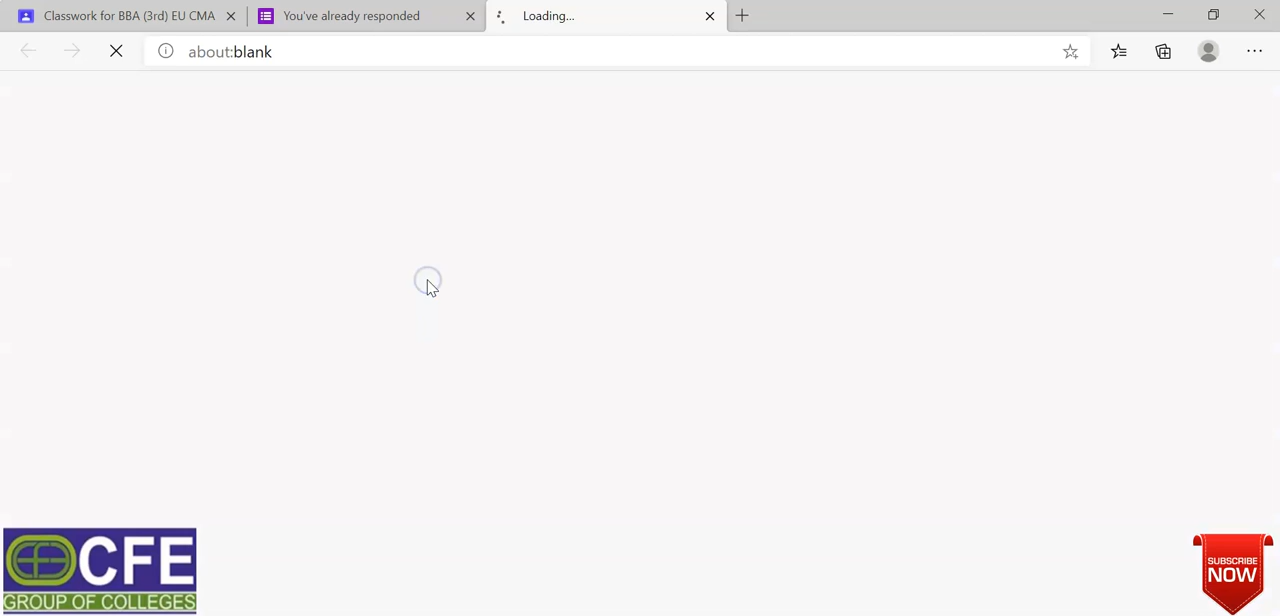 Classwork for BBA (3rd) EU CMA
You've already responded
Loading...
about:blank
CFE
GROUP OF COLLEGES
SUBSCRIBE
NOW